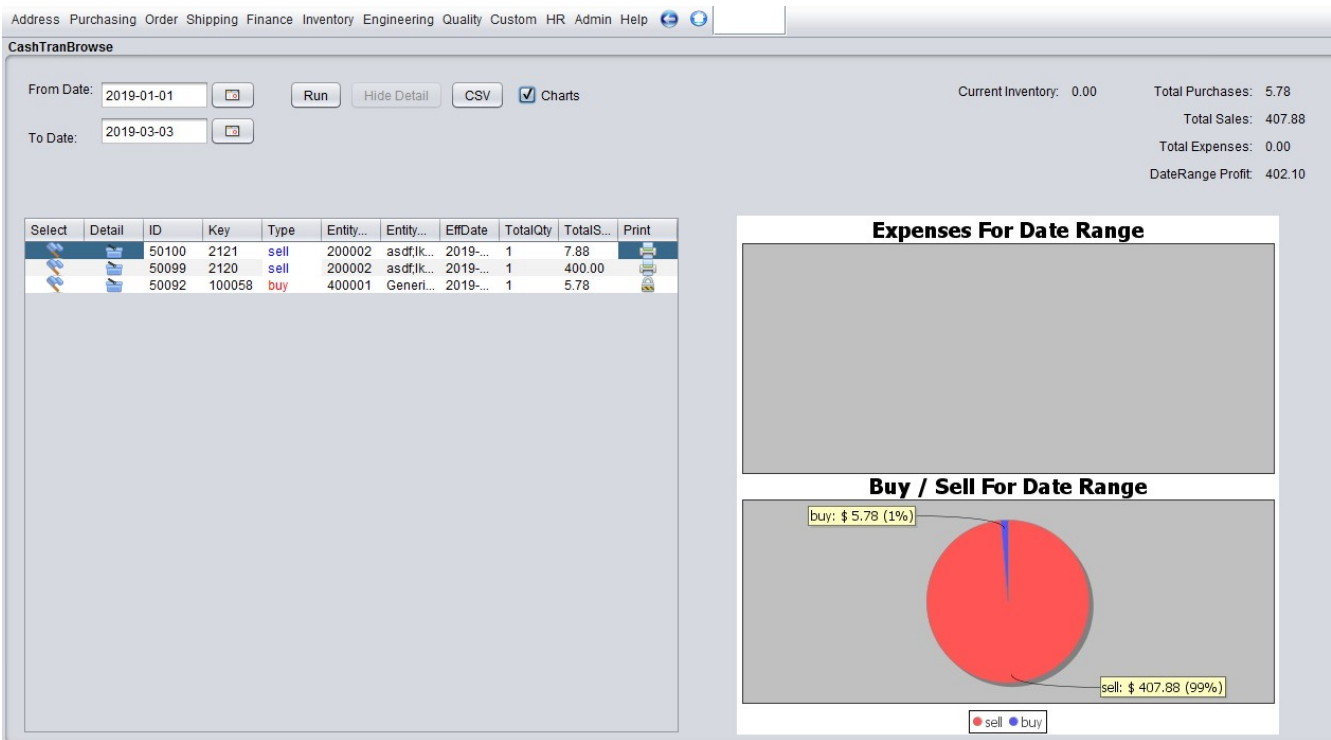 Address Purchasing Order Shipping Finance Inventory Engineering Quality Custom HR Admin Help
CashTranBrowse
From Date: 2019-01-01 Run Hide Detail CSV Charts
To Date: 2019-03-03
Current Inventory: 0.00 Total Purchases: 5.78
Total Sales: 407.88
Total Expenses: 0.00
DateRange Profit: 402.10
Select Detail ID Key Type Entity... Entity... EffDate TotalQty TotalS... Print
50100 2121 sell 200002 asdf;lk... 2019-... 1 7.88
50099 2120 sell 200002 asdf;lk... 2019-... 1 400.00
50092 100058 buy 400001 Generi... 2019-... 1 5.78
Expenses For Date Range
Buy / Sell For Date Range
buy: $ 5.78 (1%)
sell: $ 407.88 (99%)
sell buy